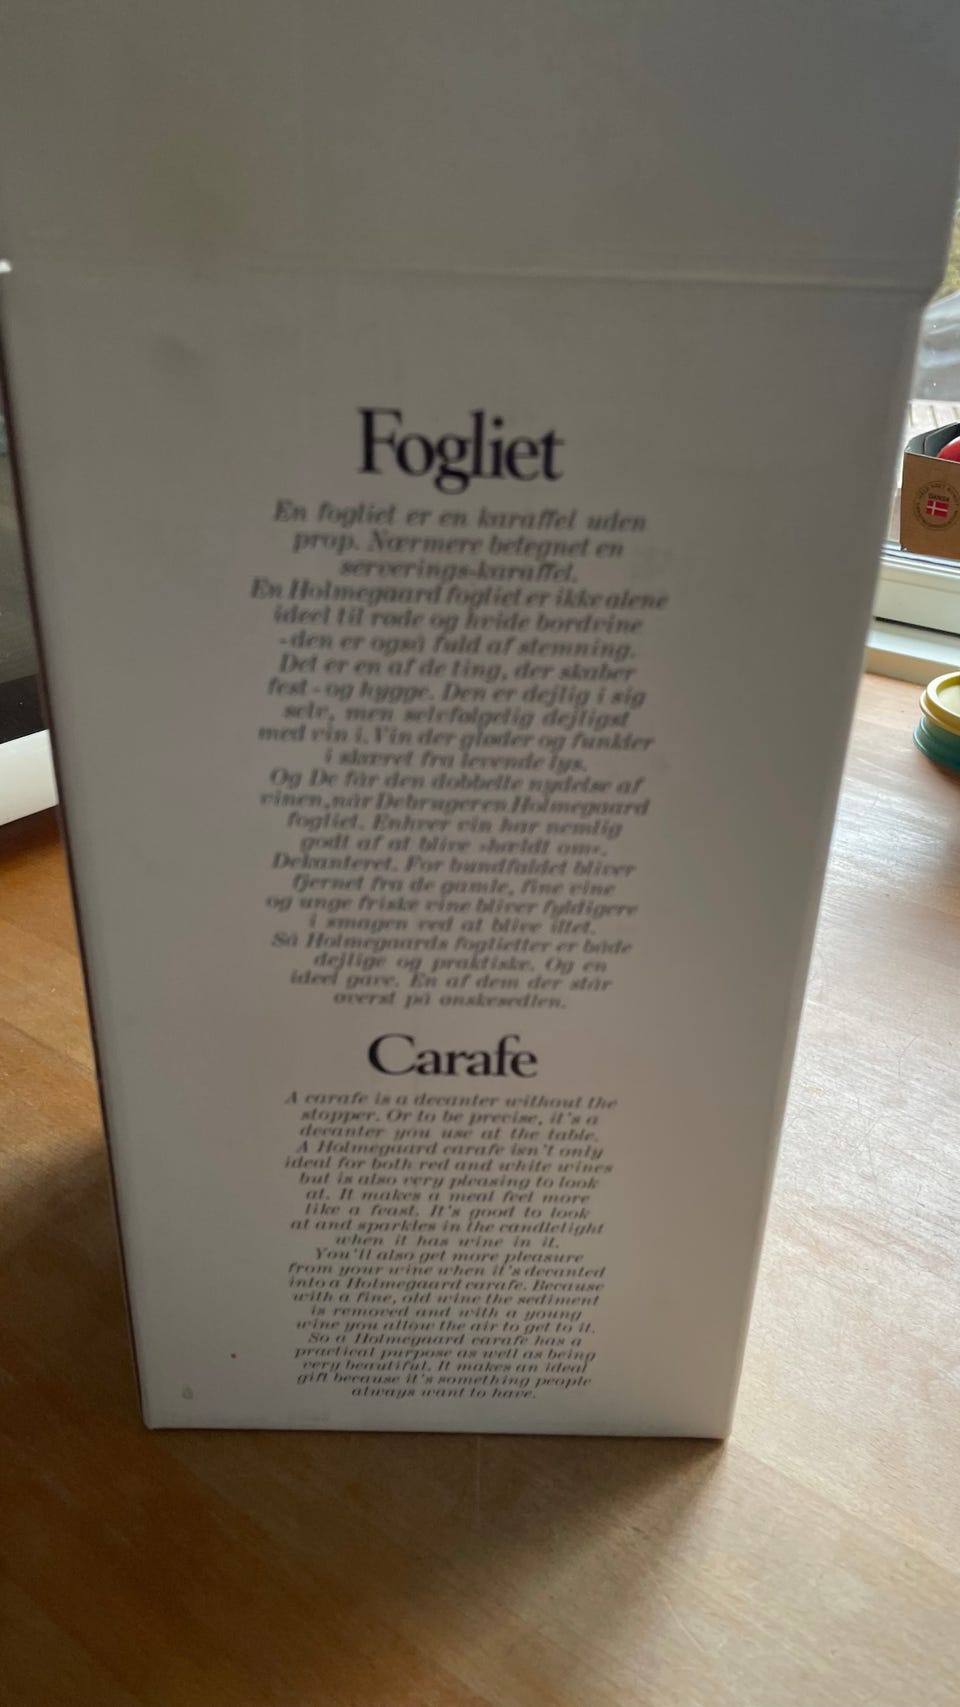 Fogliet
En fogliet er en karaffel uden
prop. Nærmere betegnet en
serverings-karaffel.
En Holmegaard fogliet er ikke alene
ideel til røde og hvide bordvine
-den er også fuld af stemning.
Det er en af de ting, der skaber
fest- og hygge. Den er dejlig i sig
selv, men selvfølgelig dejligst
med vin i. Vin der gløder og funkler
i skæret fra levende lys.
Og De får den dobbelte nydelse af
vinen, når De bruger en Holmegaard
fogliet. Enhver vin har nemlig
godt af at blive »hældt om«.
Dekanteret. For bundfaldet bliver
fjernet fra de gamle, fine vine
og unge friske vine bliver fyldigere
i smagen ved at blive iltet.
Så Holmegaards foglietter er både
dejlige og praktiske. Og en
ideel gave. En af dem der står
øverst på ønskesedlen.
Carafe
A carafe is a decanter without the
stopper. Or to be precise, it's a
decanter you use at the table.
A Holmegaard carafe isn't only
ideal for both red and white wines
but is also very pleasing to look
at. It makes a meal feel more
like a feast. It's good to look
at and sparkles in the candlelight
when it has wine in it.
You'll also get more pleasure
from your wine when it's decanted
into a Holmegaard carafe. Because
with a fine, old wine the sediment
is removed and with a young
wine you allow the air to get to it.
So a Holmegaard carafe has a
practical purpose as well as being
very beautiful. It makes an ideal
gift because it's something people
always want to have.
DANSK